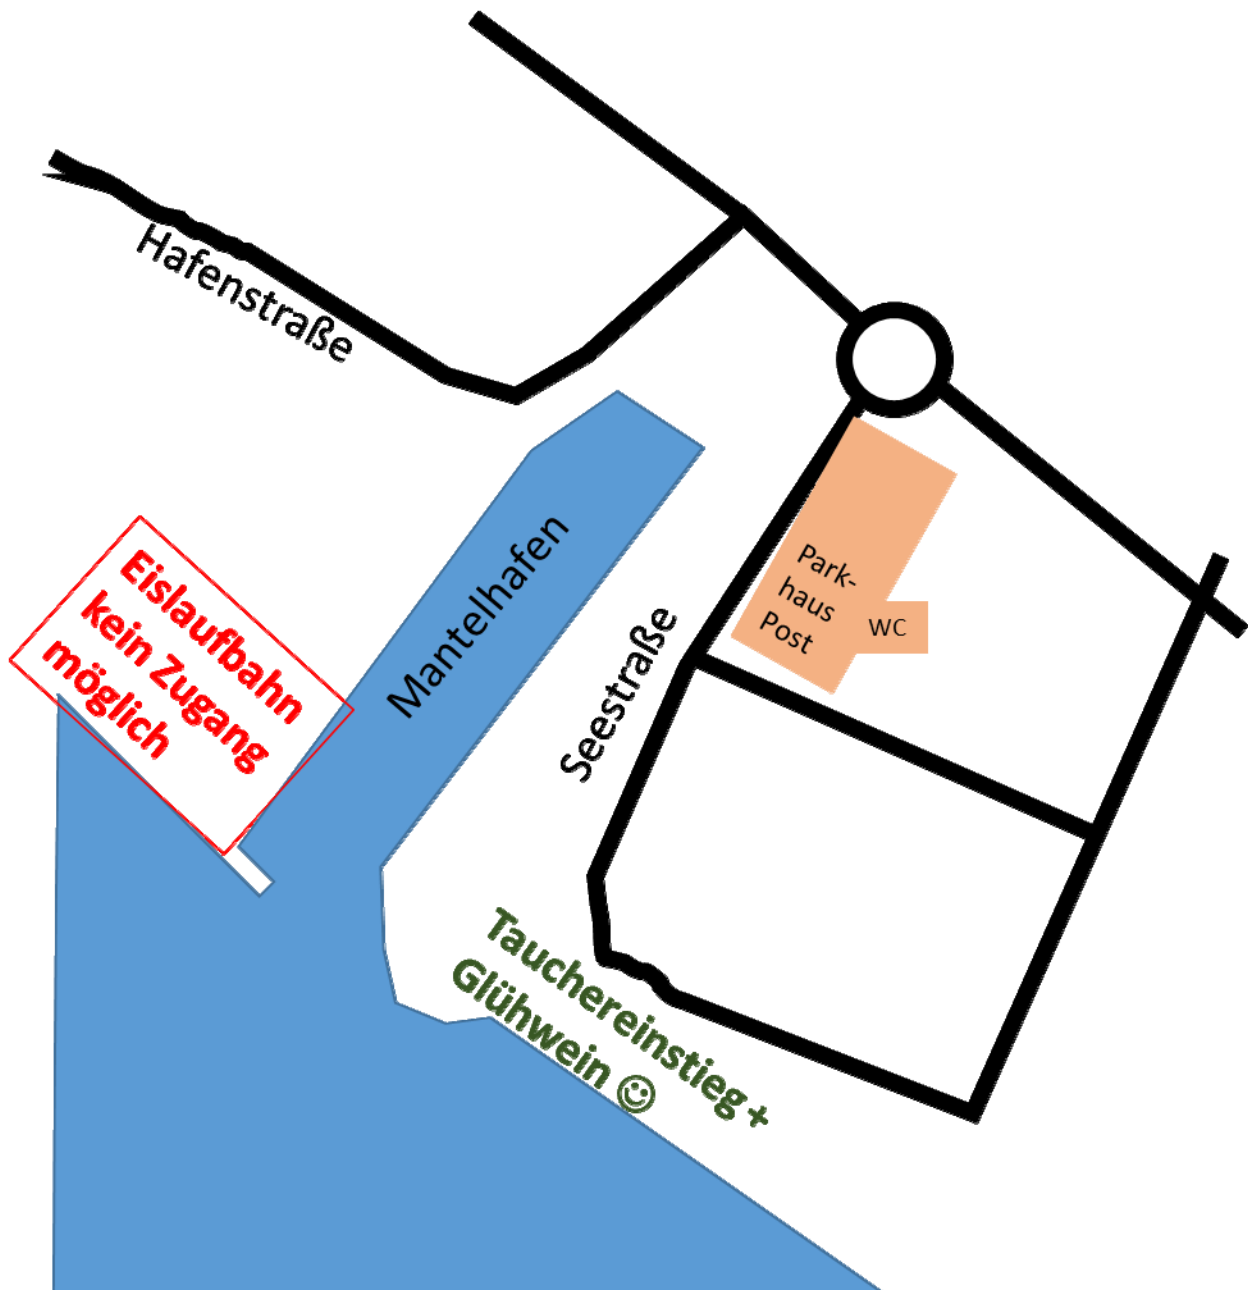 Hafenstraße
Eislaufbahn
kein Zugang
möglich
Mantelhafen
Park-
haus
Post
WC
Seestraße
Tauchereinstieg +
Glühwein ☺